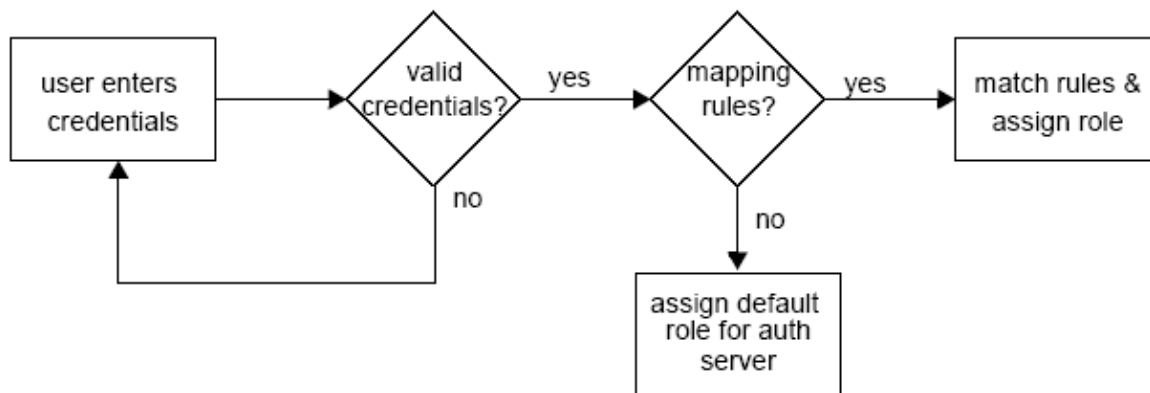 user enters
credentials
valid
credentials?
yes
no
mapping
rules?
yes
no
match rules &
assign role
assign default
role for auth
server